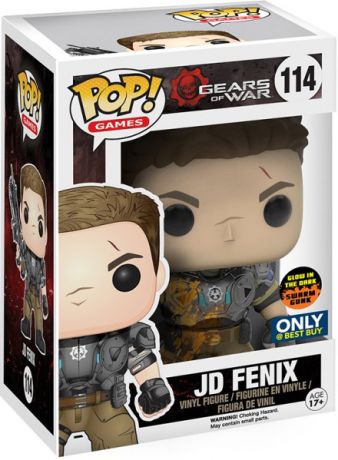 POP!
GAMES
GEARS
OF WAR
114
POP!
GAMES
GLOW IN
THE DARK
SWARM
GUNK
ONLY
@ BEST BUY
JD FENIX
114
JD FENIX
VINYL FIGURE / FIGURINE EN VINYLE /
FIGURA DE VINIL
WARNING: Choking Hazard.
May contain small parts.
AGE
17+